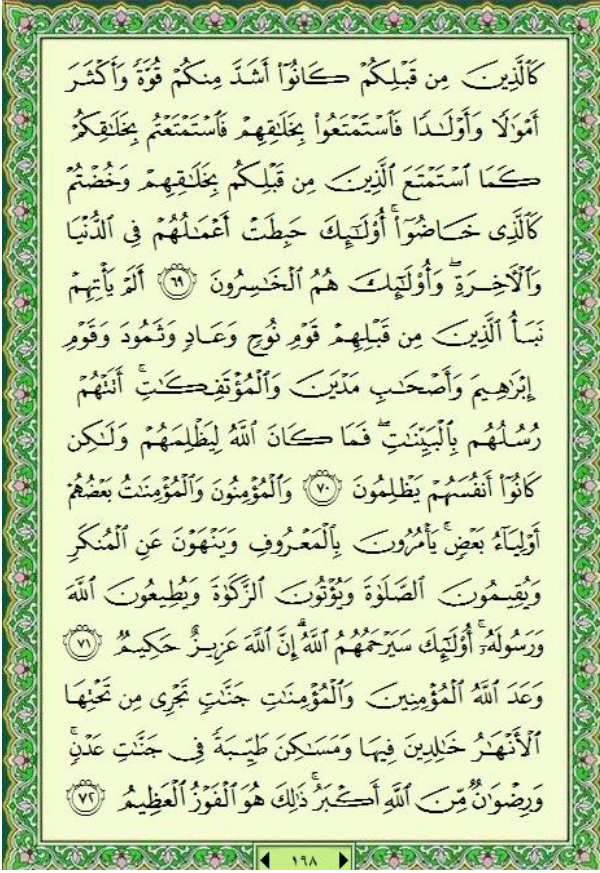 كَٱلَّذِينَ مِن قَبْلِكُمْ كَانُوٓا۟ أَشَدَّ مِنكُمْ قُوَّةً وَأَكْثَرَ
أَمْوَٰلًا وَأَوْلَـٰدًا فَٱسْتَمْتَعُوا۟ بِخَلَـٰقِهِمْ فَٱسْتَمْتَعْتُم بِخَلَـٰقِكُمْ
كَمَا ٱسْتَمْتَعَ ٱلَّذِينَ مِن قَبْلِكُم بِخَلَـٰقِهِمْ وَخُضْتُمْ
كَٱلَّذِى خَاضُوٓا۟ ۚ أُو۟لَـٰٓئِكَ حَبِطَتْ أَعْمَـٰلُهُمْ فِى ٱلدُّنْيَا
وَٱلْـَٔاخِرَةِ ۖ وَأُو۟لَـٰٓئِكَ هُمُ ٱلْخَـٰسِرُونَ ﴿٦٩﴾ أَلَمْ يَأْتِهِمْ
نَبَأُ ٱلَّذِينَ مِن قَبْلِهِمْ قَوْمِ نُوحٍ وَعَادٍ وَثَمُودَ وَقَوْمِ
إِبْرَٰهِيمَ وَأَصْحَـٰبِ مَدْيَنَ وَٱلْمُؤْتَفِكَـٰتِ ۚ أَتَتْهُمْ
رُسُلُهُم بِٱلْبَيِّنَـٰتِ ۖ فَمَا كَانَ ٱللَّهُ لِيَظْلِمَهُمْ وَلَـٰكِن
كَانُوٓا۟ أَنفُسَهُمْ يَظْلِمُونَ ﴿٧٠﴾ وَٱلْمُؤْمِنُونَ وَٱلْمُؤْمِنَـٰتُ بَعْضُهُمْ
أَوْلِيَآءُ بَعْضٍ ۚ يَأْمُرُونَ بِٱلْمَعْرُوفِ وَيَنْهَوْنَ عَنِ ٱلْمُنكَرِ
وَيُقِيمُونَ ٱلصَّلَوٰةَ وَيُؤْتُونَ ٱلزَّكَوٰةَ وَيُطِيعُونَ ٱللَّهَ
وَرَسُولَهُۥٓ ۚ أُو۟لَـٰٓئِكَ سَيَرْحَمُهُمُ ٱللَّهُ ۗ إِنَّ ٱللَّهَ عَزِيزٌ حَكِيمٌ ﴿٧١﴾
وَعَدَ ٱللَّهُ ٱلْمُؤْمِنِينَ وَٱلْمُؤْمِنَـٰتِ جَنَّـٰتٍ تَجْرِى مِن تَحْتِهَا
ٱلْأَنْهَـٰرُ خَـٰلِدِينَ فِيهَا وَمَسَـٰكِنَ طَيِّبَةً فِى جَنَّـٰتِ عَدْنٍ ۚ
وَرِضْوَٰنٌ مِّنَ ٱللَّهِ أَكْبَرُ ۚ ذَٰلِكَ هُوَ ٱلْفَوْزُ ٱلْعَظِيمُ ﴿٧٢﴾
١٩٨